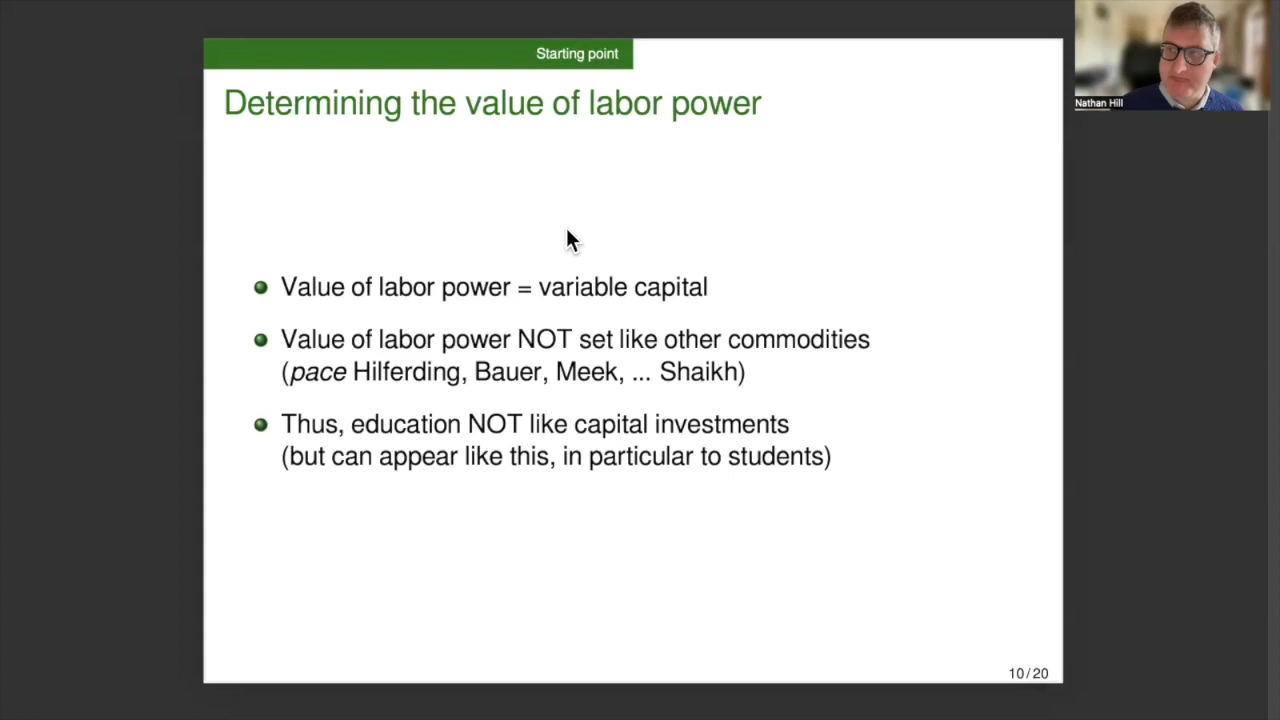 Starting point
Determining the value of labor power
Value of labor power = variable capital
Value of labor power NOT set like other commodities
(pace Hilferding, Bauer, Meek, ... Shaikh)
Thus, education NOT like capital investments
(but can appear like this, in particular to students)
10/20
Nathan Hill